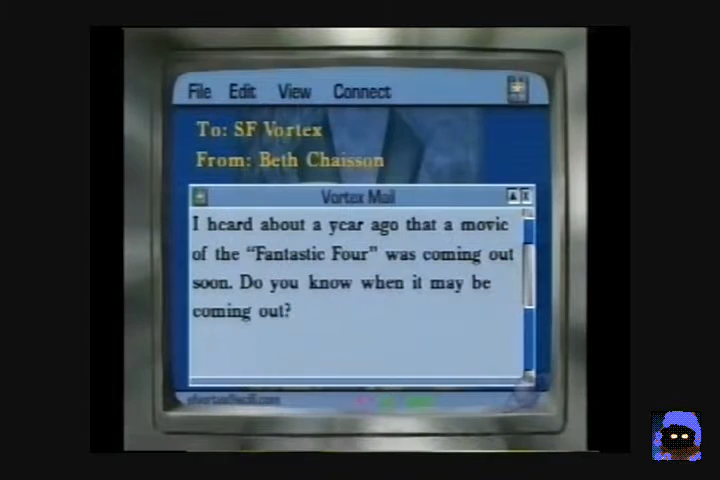 File Edit View Connect
To: SF Vortex
From: Beth Chaisson
Vortex Mail
I heard about a year ago that a movie
of the "Fantastic Four" was coming out
soon. Do you know when it may be
coming out?